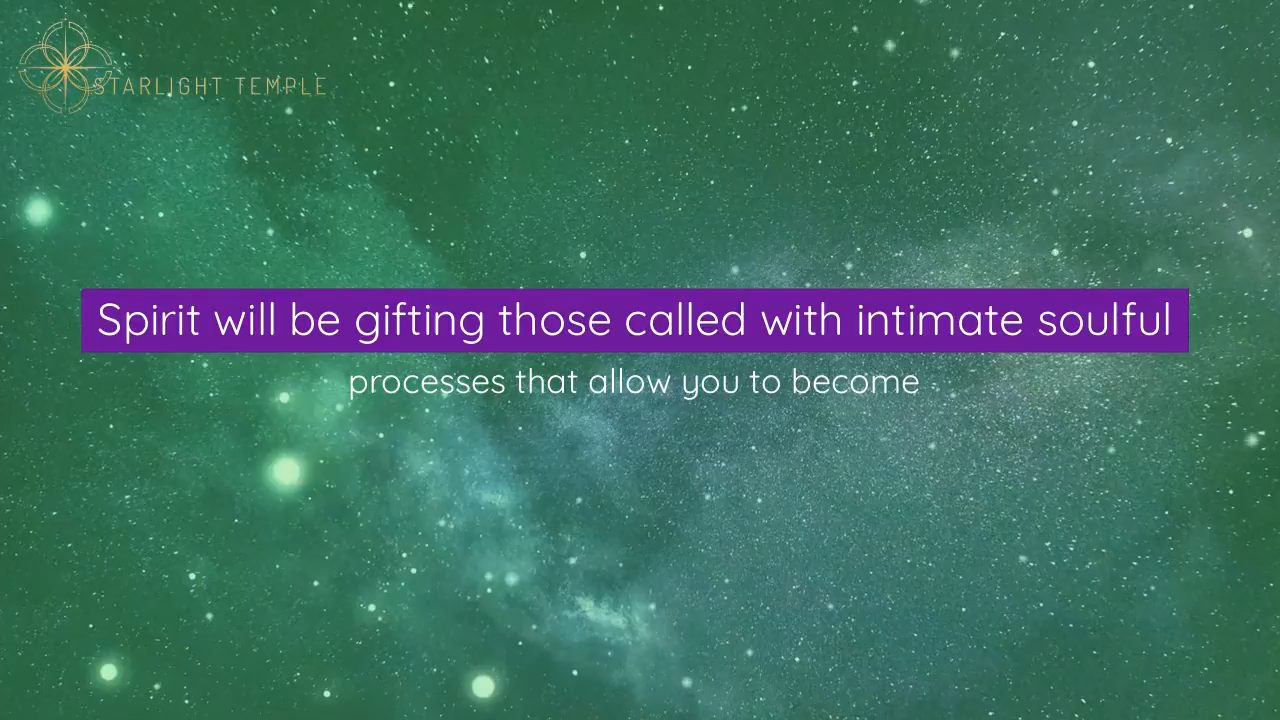 STARLIGHT TEMPLE
Spirit will be gifting those called with intimate soulful
processes that allow you to become